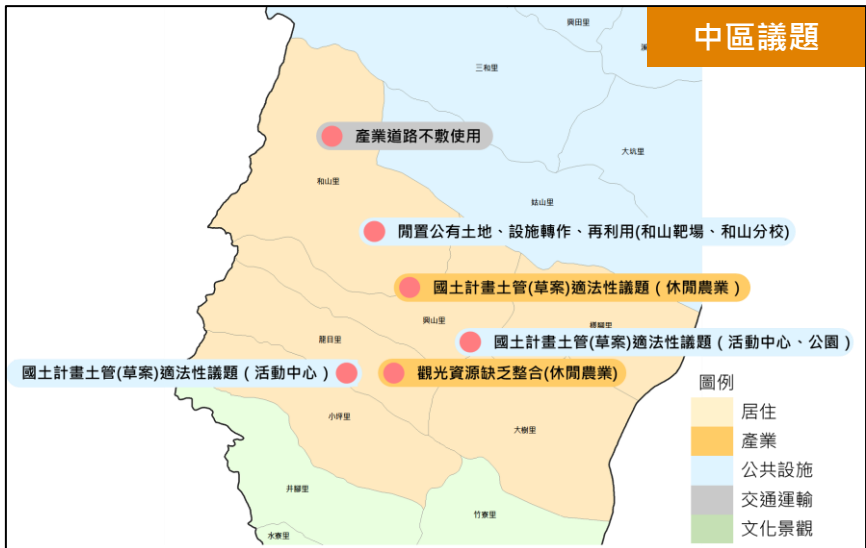 中區議題
興田里
三和里
大坑里
產業道路不敷使用
和山里
姑山里
閒置公有土地、設施轉作、再利用(和山靶場、和山分校)
國土計畫土管(草案)適法性議題（休閒農業）
興山里
龍目里
國土計畫土管(草案)適法性議題（活動中心、公園）
國土計畫土管(草案)適法性議題（活動中心）
觀光資源缺乏整合(休閒農業)
小坪里
大樹里
井腳里
竹寮里
水寮里
圖例
居住
產業
公共設施
交通運輸
文化景觀